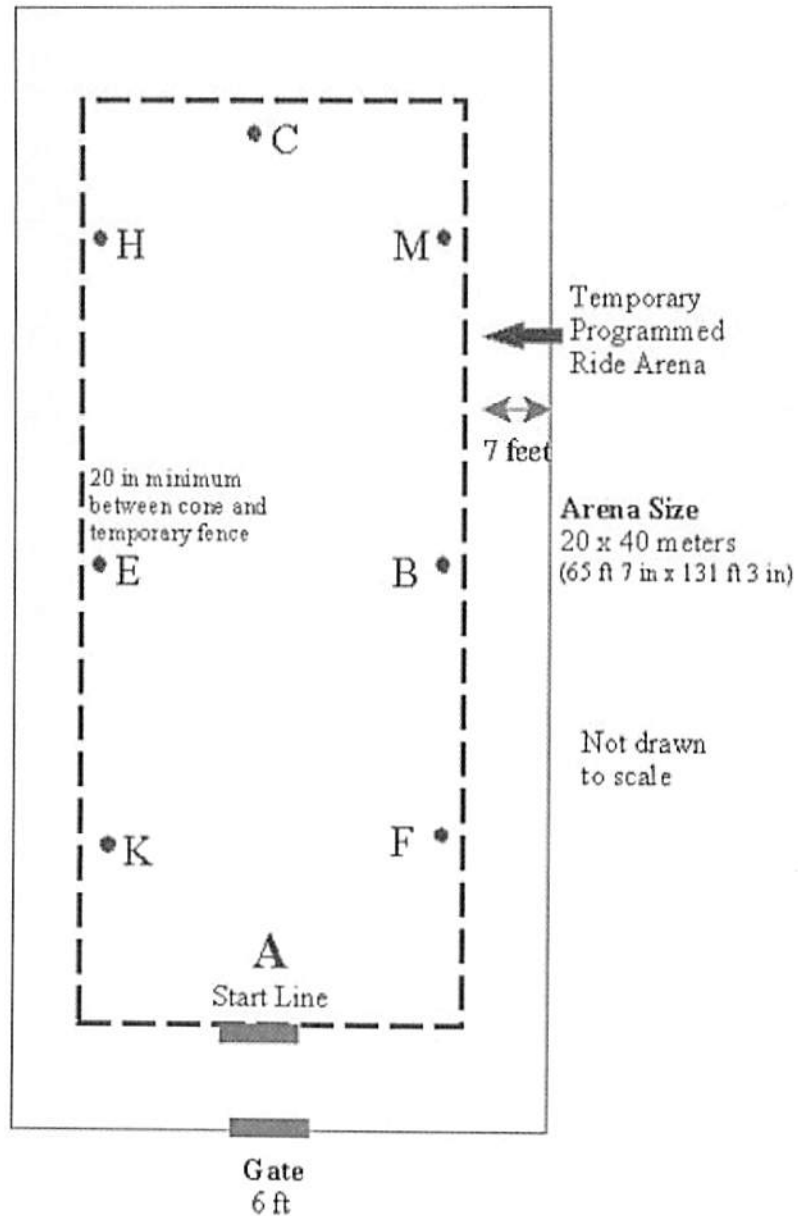 C
H
M
Temporary
Programmed
Ride Arena
7 feet
20 in minimum
between cone and
temporary fence
Arena Size
20 x 40 meters
(65 ft 7 in x 131 ft 3 in)
E
B
Not drawn
to scale
K
F
A
Start Line
Gate
6 ft